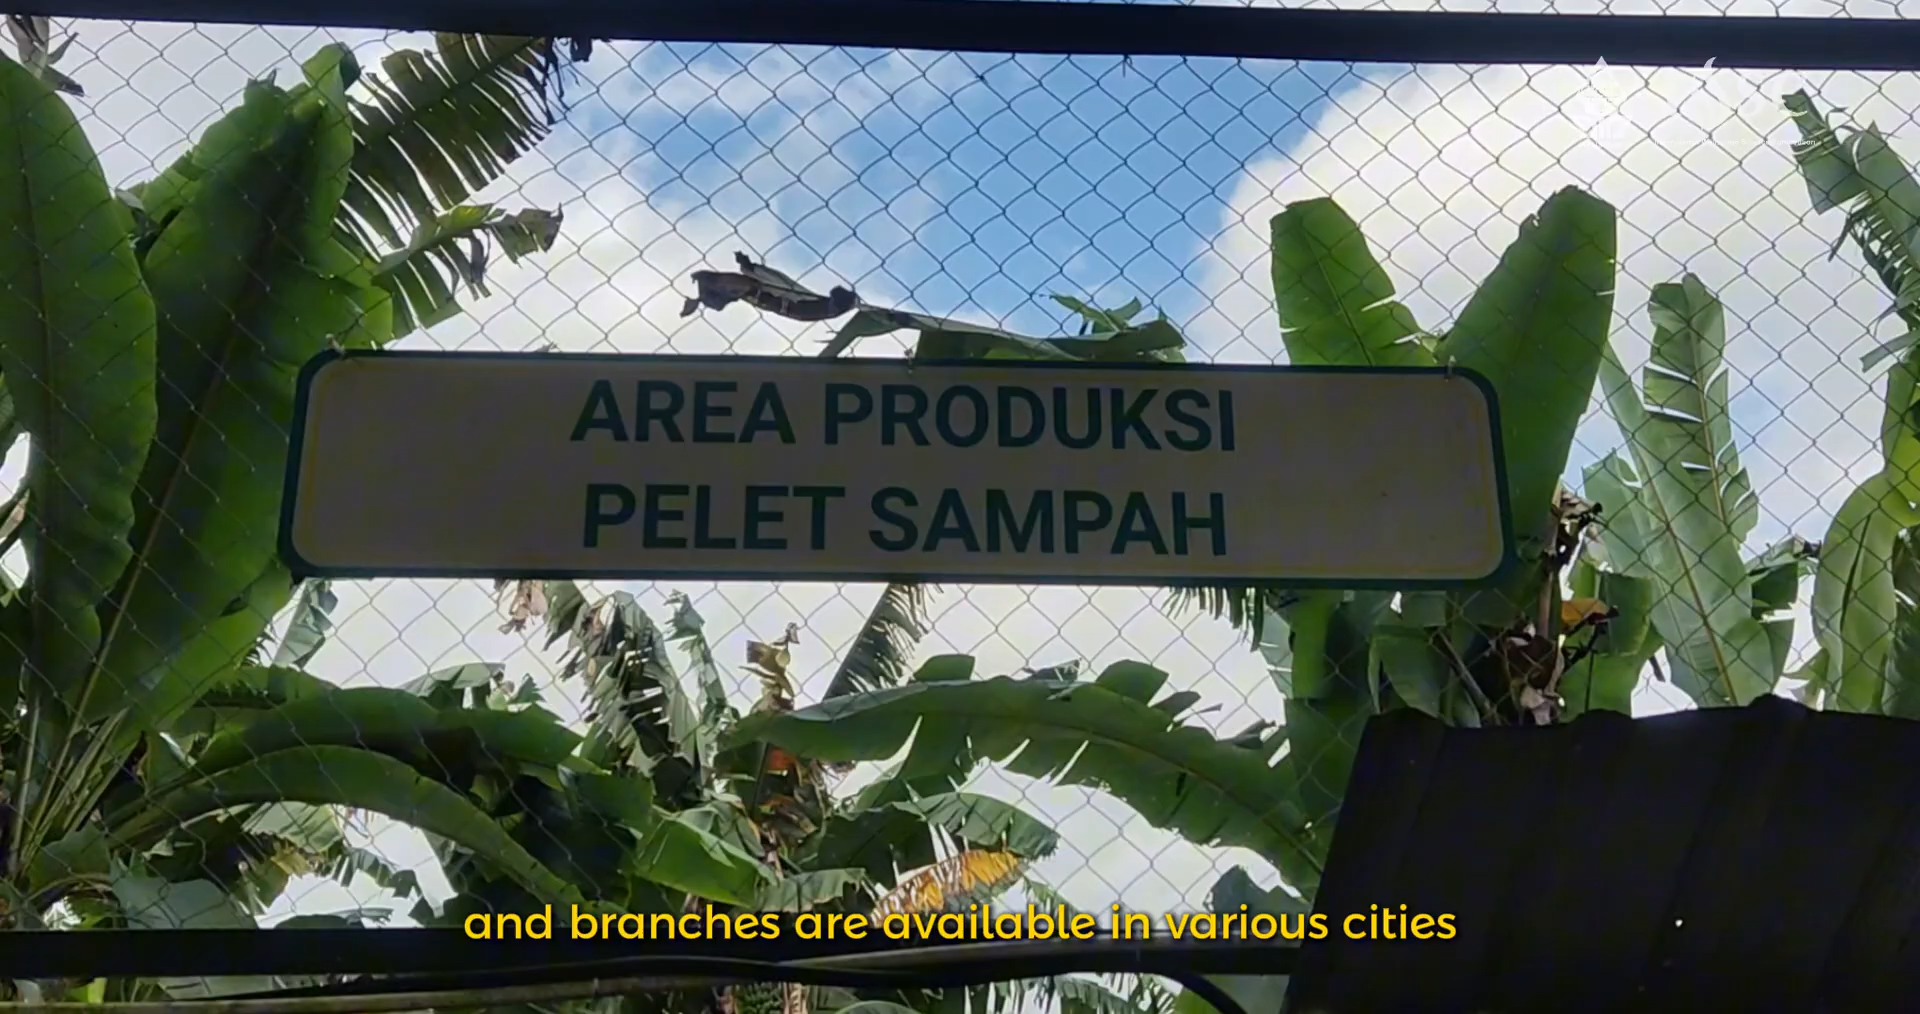 AREA PRODUKSI
PELET SAMPAH
and branches are available in various cities